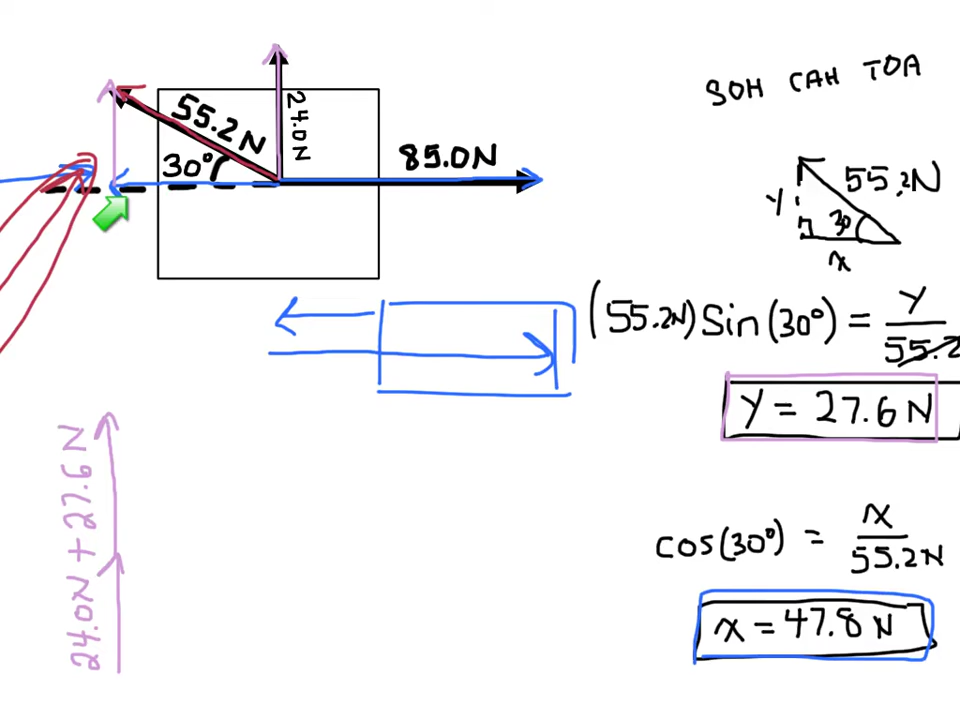 SOH CAH TOA
55.2N
24.0N
30°
85.0N
55.2N
Y
30
x
(55.2N) Sin (30°) = Y / 55.2
Y = 27.6 N
24.0N + 27.6 N
cos(30°) = x / 55.2N
x = 47.8 N